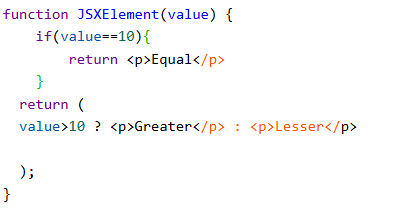 function JSXElement(value) {
    if(value==10){
        return <p>Equal</p>
    }
  return (
  value>10 ? <p>Greater</p> : <p>Lesser</p>
  );
}